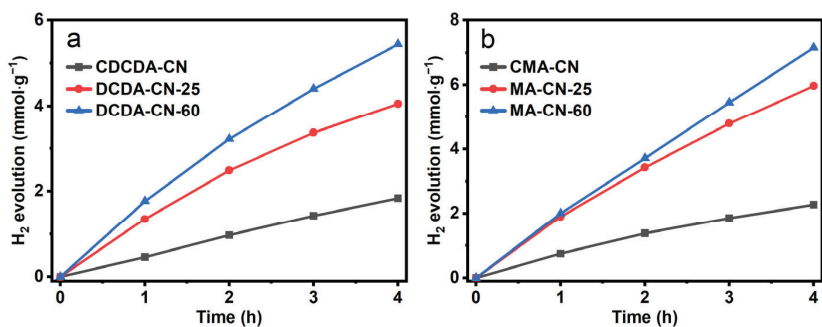 a
CDCDA-CN
DCDA-CN-25
DCDA-CN-60
H₂ evolution (mmol·g⁻¹)
6
4
2
0
0 1 2 3 4
Time (h)
b
CMA-CN
MA-CN-25
MA-CN-60
H₂ evolution (mmol·g⁻¹)
8
6
4
2
0
0 1 2 3 4
Time (h)